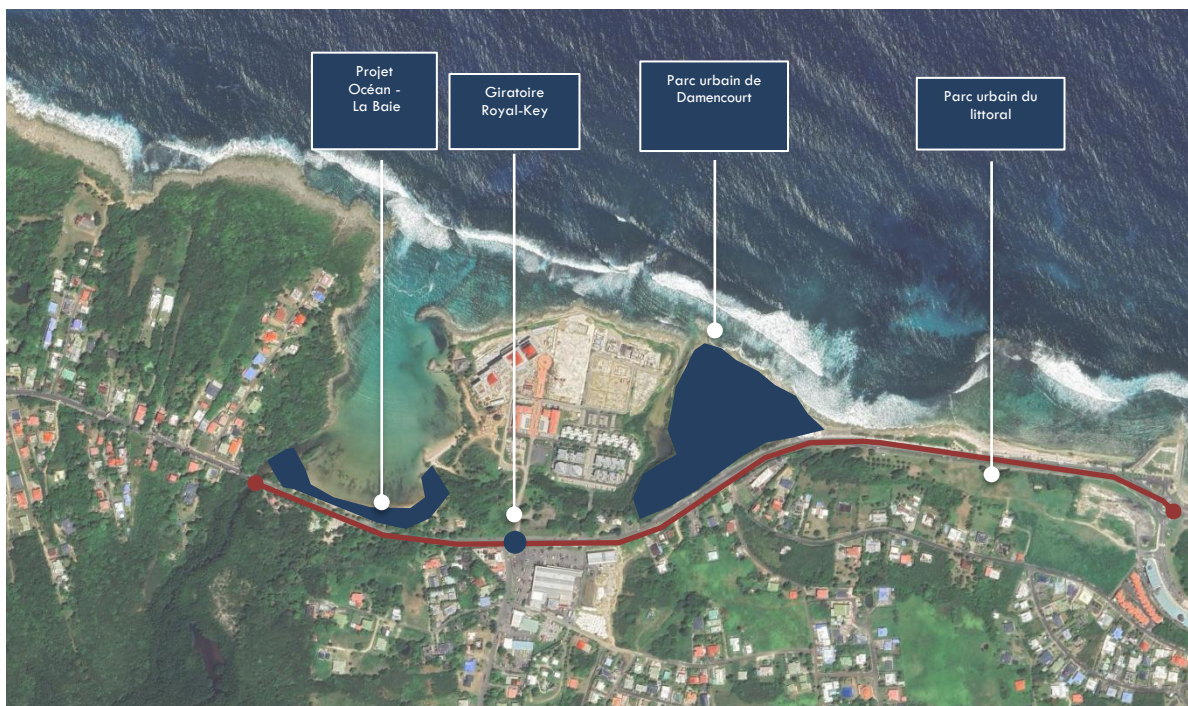 Projet
Océan -
La Baie
Giratoire
Royal-Key
Parc urbain de
Damencourt
Parc urbain du
littoral